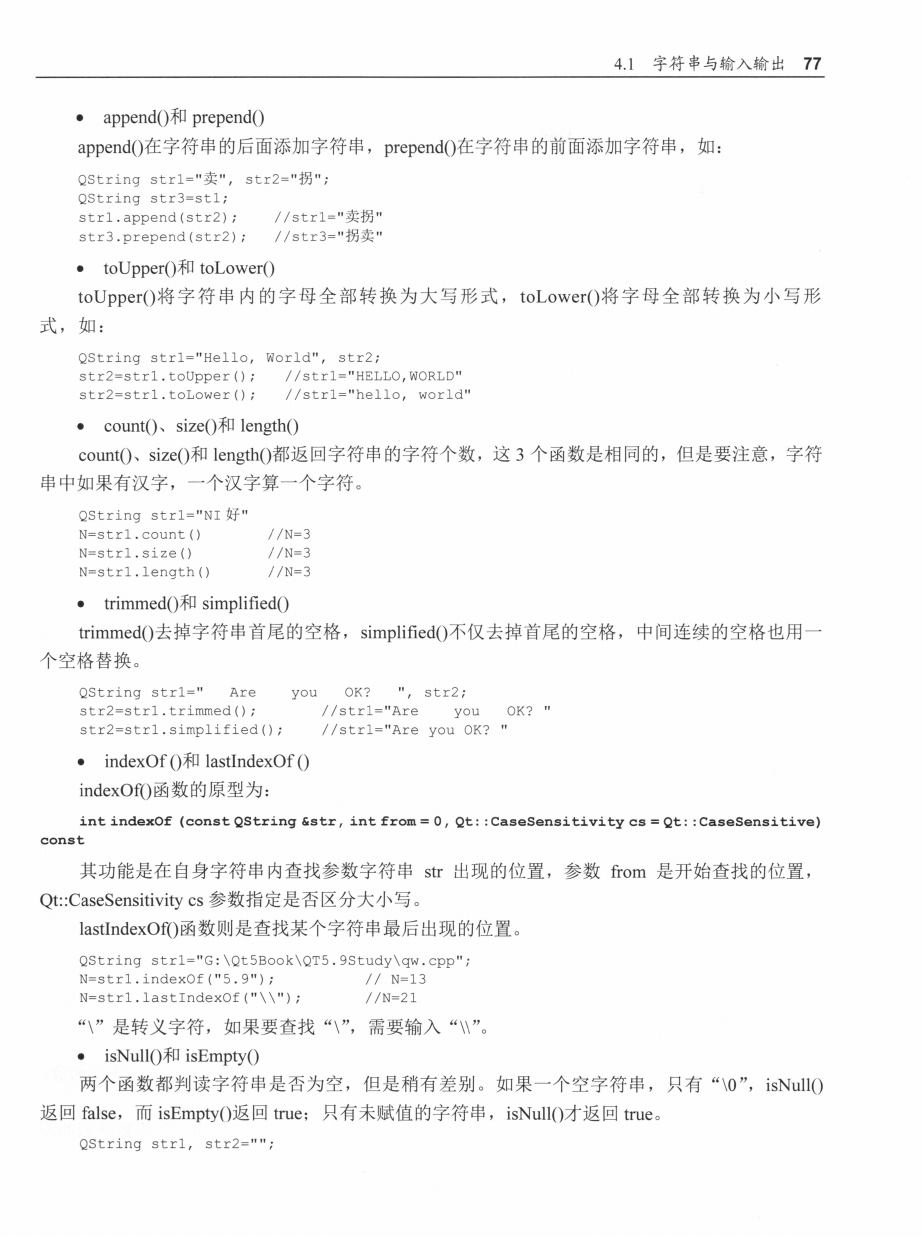 4.1 字符串与输入输出 77
• append()和 prepend()
append()在字符串的后面添加字符串，prepend()在字符串的前面添加字符串，如：
QString str1="卖", str2="拐";
QString str3=st1;
str1.append(str2); //str1="卖拐"
str3.prepend(str2); //str3="拐卖"
• toUpper()和 toLower()
toUpper()将字符串内的字母全部转换为大写形式，toLower()将字母全部转换为小写形
式，如：
QString str1="Hello, World", str2;
str2=str1.toUpper(); //str1="HELLO,WORLD"
str2=str1.toLower(); //str1="hello, world"
• count()、size()和 length()
count()、size()和 length()都返回字符串的字符个数，这 3 个函数是相同的，但是要注意，字符
串中如果有汉字，一个汉字算一个字符。
QString str1="NI好"
N=str1.count() //N=3
N=str1.size() //N=3
N=str1.length() //N=3
• trimmed()和 simplified()
trimmed()去掉字符串首尾的空格，simplified()不仅去掉首尾的空格，中间连续的空格也用一
个空格替换。
QString str1=" Are you OK? ", str2;
str2=str1.trimmed(); //str1="Are you OK? "
str2=str1.simplified(); //str1="Are you OK? "
• indexOf ()和 lastIndexOf ()
indexOf()函数的原型为：
int indexOf (const QString &str, int from = 0, Qt::CaseSensitivity cs = Qt::CaseSensitive)
const
其功能是在自身字符串内查找参数字符串 str 出现的位置，参数 from 是开始查找的位置，
Qt::CaseSensitivity cs 参数指定是否区分大小写。
lastIndexOf()函数则是查找某个字符串最后出现的位置。
QString str1="G:\Qt5Book\QT5.9Study\qw.cpp";
N=str1.indexOf("5.9"); // N=13
N=str1.lastIndexOf("\\"); //N=21
“\”是转义字符，如果要查找“\”，需要输入“\\”。
• isNull()和 isEmpty()
两个函数都判读字符串是否为空，但是稍有差别。如果一个空字符串，只有“\0”，isNull()
返回 false，而 isEmpty()返回 true；只有未赋值的字符串，isNull()才返回 true。
QString str1, str2="";